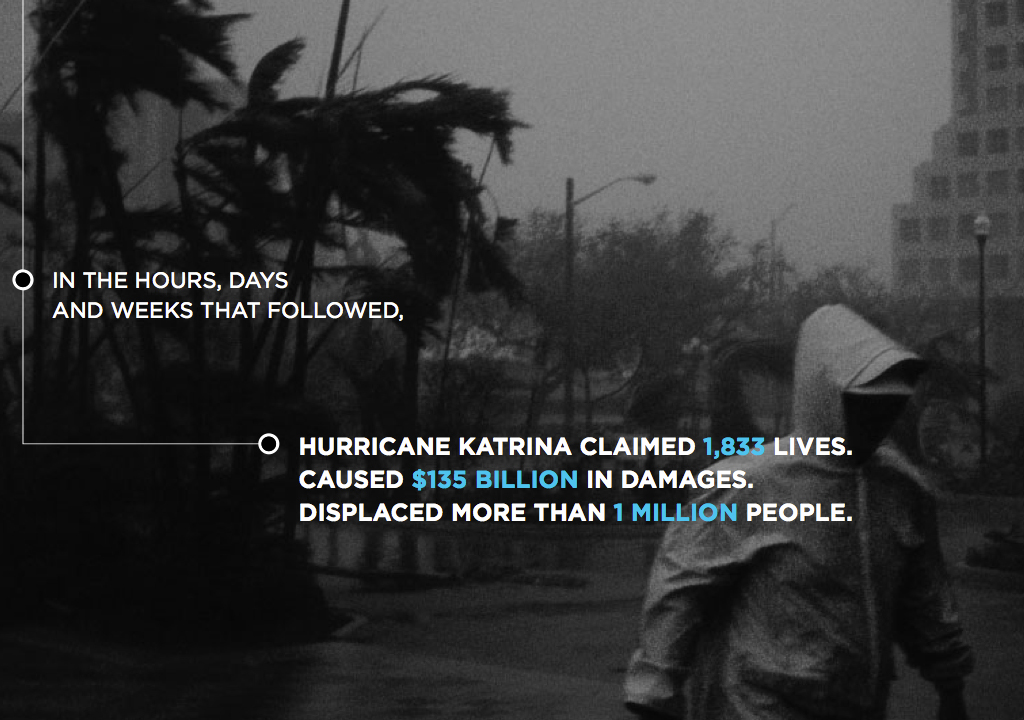 IN THE HOURS, DAYS
AND WEEKS THAT FOLLOWED,
HURRICANE KATRINA CLAIMED 1,833 LIVES.
CAUSED $135 BILLION IN DAMAGES.
DISPLACED MORE THAN 1 MILLION PEOPLE.